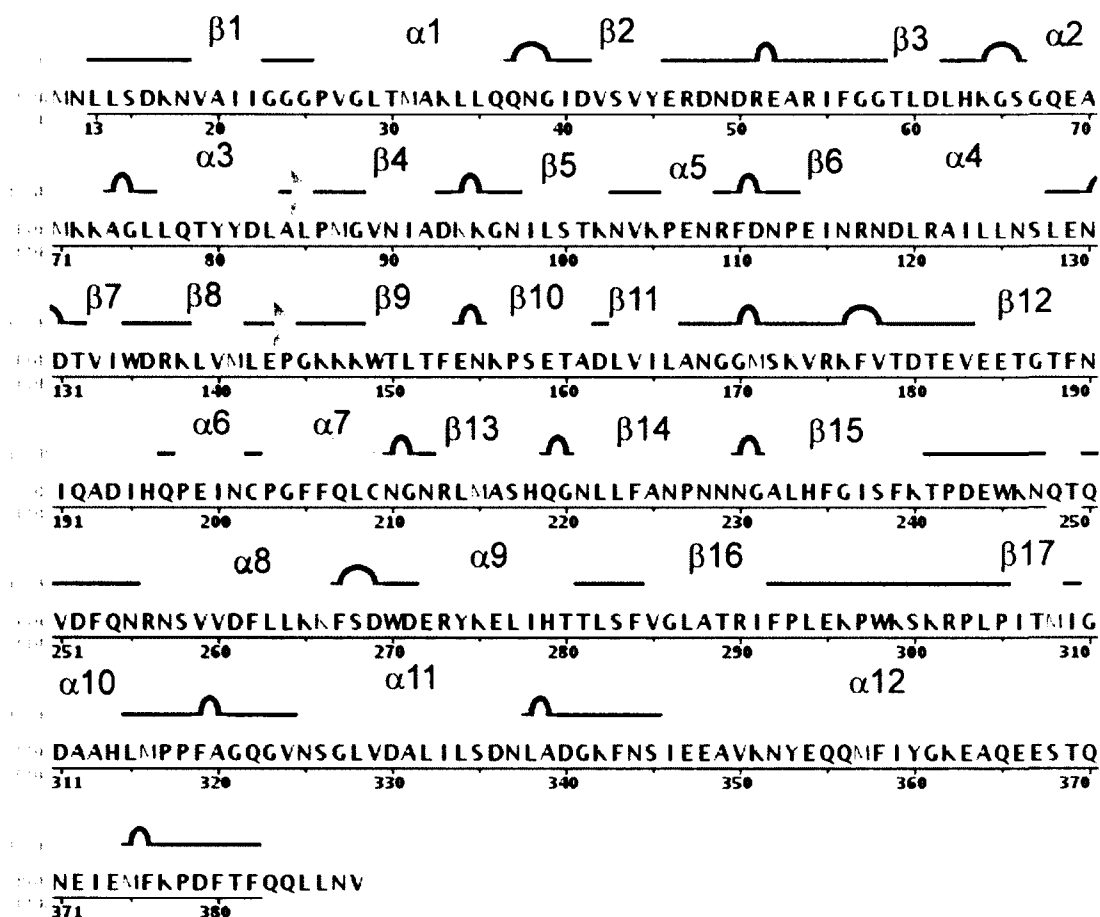 β1 α1 β2 β3 α2
MNLLSDKNVAIIGGGPVGLTMAKLLQQNGIDVSVYERDNDREARIFGGTLDLHKGSGQEA
13 20 30 40 50 60 70
α3 β4 β5 α5 β6 α4
MKKAGLLQTYYDLALPMGVNIADKKGNILSTKNVKPENRFDNPEINRNDLRAILLNSLEN
71 80 90 100 110 120 130
β7 β8 β9 β10 β11 β12
DTVIWDRKLVMLEPGKKKWTLTFENKPSETADLVILANGGMSKVRKFVTDTEVEETGTFN
131 140 150 160 170 180 190
α6 α7 β13 β14 β15
IQADIHQPEINCPGFFQLCNGNRLMASHQGNLLFANPNNNGALHFGISFKTPDEWKNQTQ
191 200 210 220 230 240 250
α8 α9 β16 β17
VDFQNRNSVVDFLLKKFSDWDERYKELIHTTLSFVGLATRIFPLEKPWKSKRPLPITMIG
251 260 270 280 290 300 310
α10 α11 α12
DAAHLMPPFAGQGVNSGLVDALILSDNLADGKFNSIEEAVKNYEQQMFIYGKEAQEESTQ
311 320 330 340 350 360 370
NEIEMFKPDFTFQQLLNV
371 380